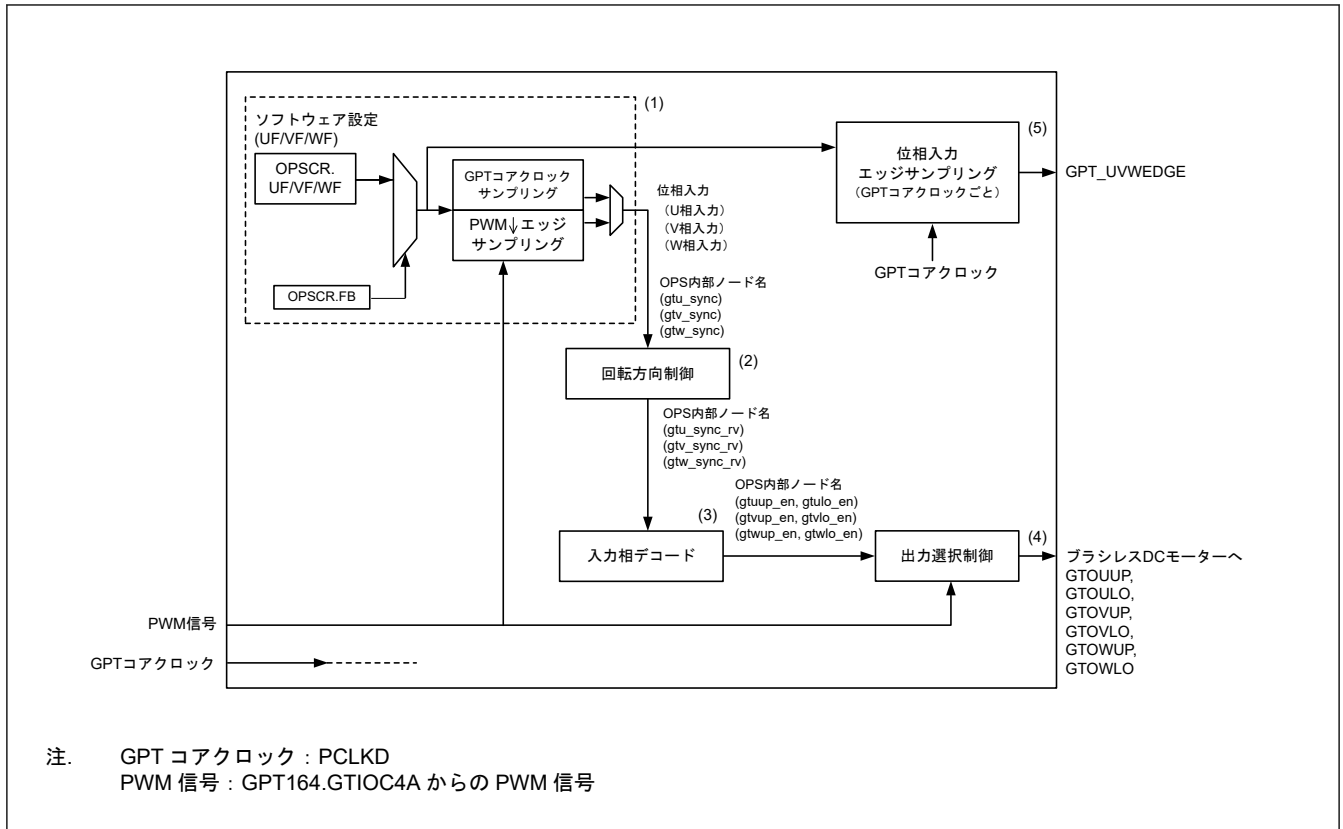 (1)
ソフトウェア設定
(UF/VF/WF)
OPSCR.
UF/VF/WF
OPSCR.FB
GPTコアクロック
サンプリング
PWM↓エッジ
サンプリング
位相入力
（U相入力）
（V相入力）
（W相入力）
OPS内部ノード名
(gtu_sync)
(gtv_sync)
(gtw_sync)
(5)
位相入力
エッジサンプリング
（GPTコアクロックごと）
GPT_UVWEDGE
GPTコアクロック
(2)
回転方向制御
OPS内部ノード名
(gtu_sync_rv)
(gtv_sync_rv)
(gtw_sync_rv)
OPS内部ノード名
(gtuup_en, gtulo_en)
(gtvup_en, gtvlo_en)
(gtwup_en, gtwlo_en)
(3)
入力相デコード
(4)
出力選択制御
ブラシレスDCモーターへ
GTOUUP,
GTOULO,
GTOVUP,
GTOVLO,
GTOWUP,
GTOWLO
PWM信号
GPTコアクロック
注. GPT コアクロック：PCLKD
PWM 信号：GPT164.GTIOC4A からの PWM 信号